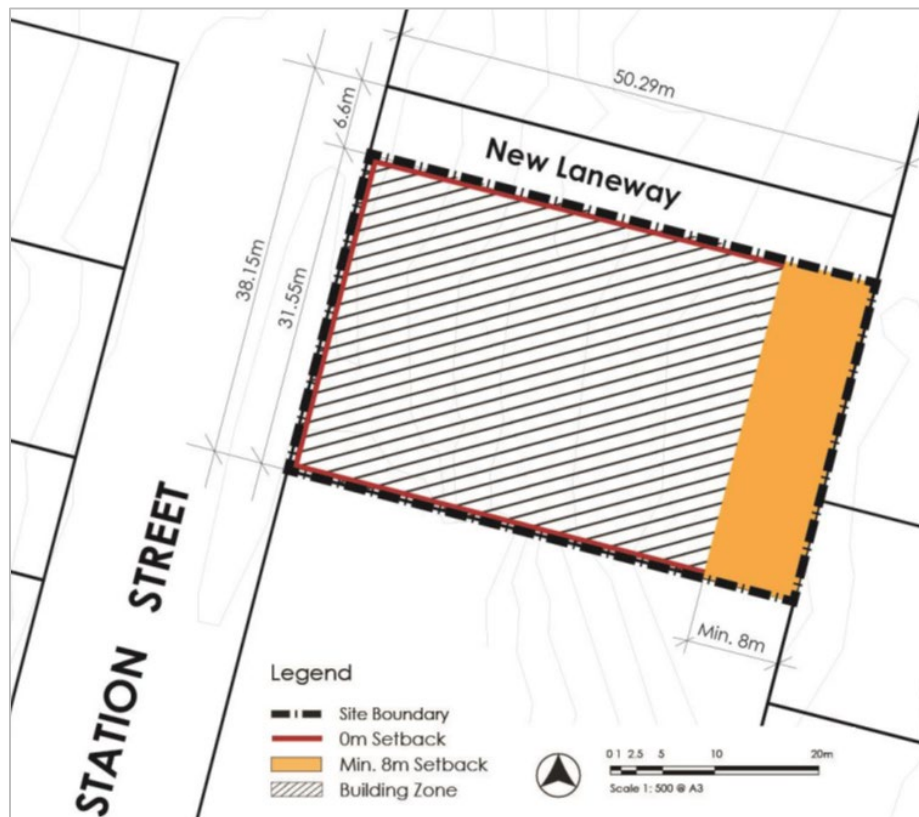 50.29m
6.6m
New Laneway
38.15m
31.55m
STATION STREET
Min. 8m
Legend
Site Boundary
0m Setback
Min. 8m Setback
Building Zone
0 1 2.5 5 10 20m
Scale 1: 500 @ A3